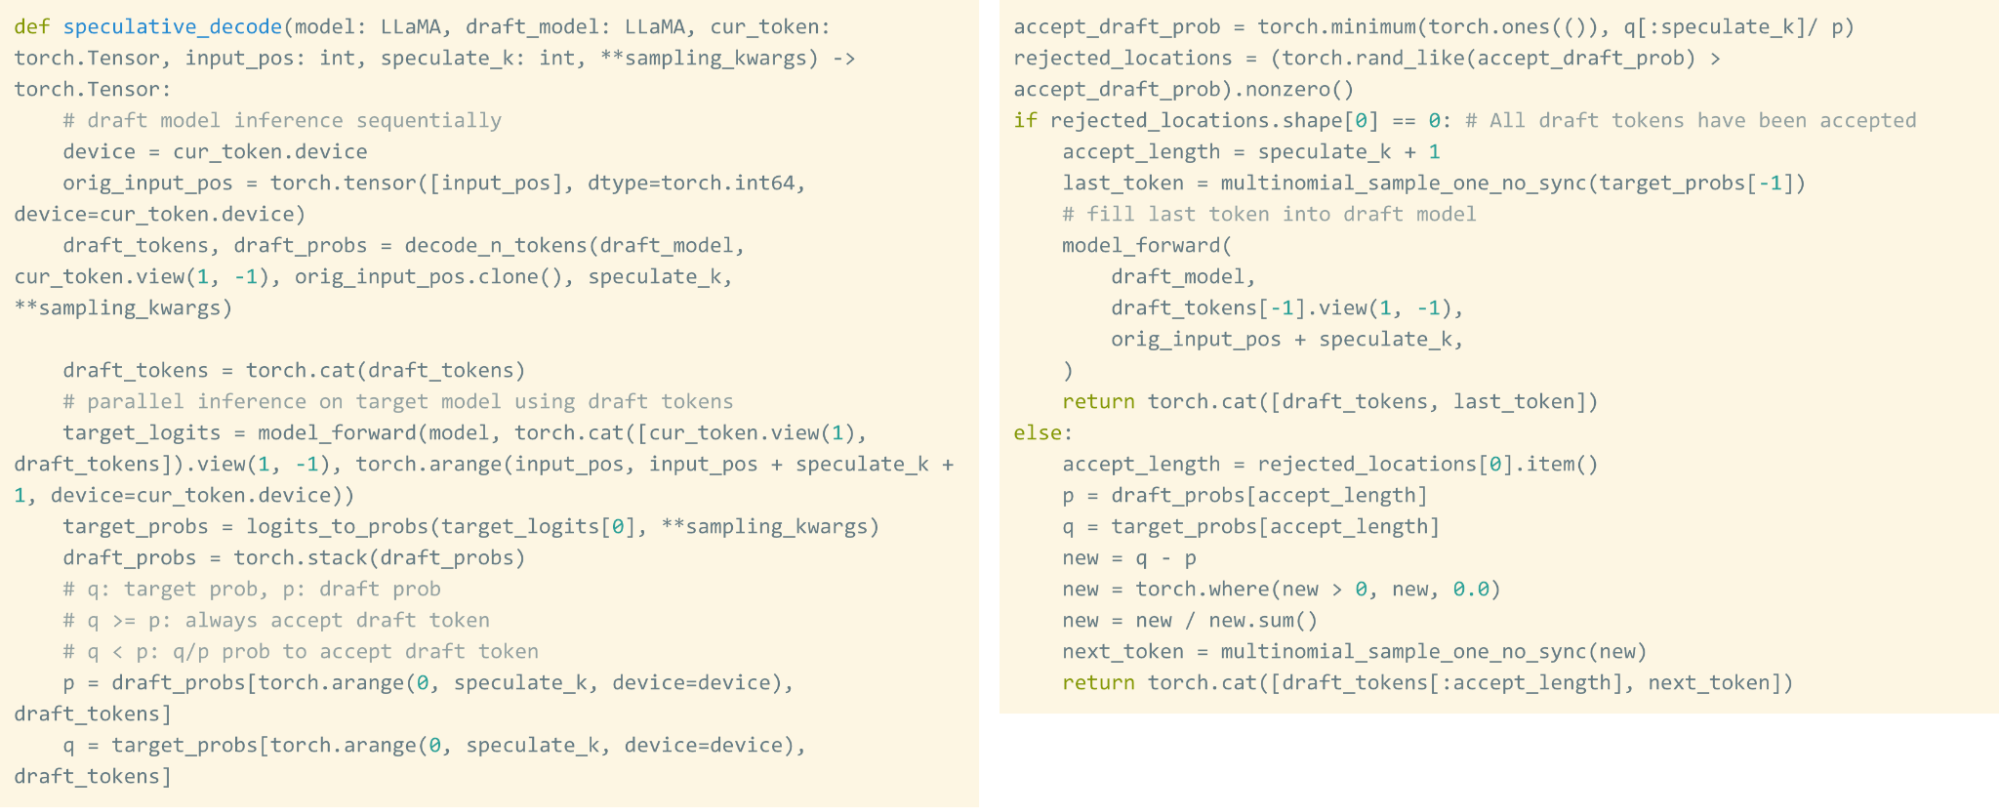 def speculative_decode(model: LLaMA, draft_model: LLaMA, cur_token:
torch.Tensor, input_pos: int, speculate_k: int, **sampling_kwargs) ->
torch.Tensor:
    # draft model inference sequentially
    device = cur_token.device
    orig_input_pos = torch.tensor([input_pos], dtype=torch.int64,
device=cur_token.device)
    draft_tokens, draft_probs = decode_n_tokens(draft_model,
cur_token.view(1, -1), orig_input_pos.clone(), speculate_k,
**sampling_kwargs)

    draft_tokens = torch.cat(draft_tokens)
    # parallel inference on target model using draft tokens
    target_logits = model_forward(model, torch.cat([cur_token.view(1),
draft_tokens]).view(1, -1), torch.arange(input_pos, input_pos + speculate_k +
1, device=cur_token.device))
    target_probs = logits_to_probs(target_logits[0], **sampling_kwargs)
    draft_probs = torch.stack(draft_probs)
    # q: target prob, p: draft prob
    # q >= p: always accept draft token
    # q < p: q/p prob to accept draft token
    p = draft_probs[torch.arange(0, speculate_k, device=device),
draft_tokens]
    q = target_probs[torch.arange(0, speculate_k, device=device),
draft_tokens]
accept_draft_prob = torch.minimum(torch.ones(()), q[:speculate_k]/ p)
rejected_locations = (torch.rand_like(accept_draft_prob) >
accept_draft_prob).nonzero()
if rejected_locations.shape[0] == 0: # All draft tokens have been accepted
    accept_length = speculate_k + 1
    last_token = multinomial_sample_one_no_sync(target_probs[-1])
    # fill last token into draft model
    model_forward(
        draft_model,
        draft_tokens[-1].view(1, -1),
        orig_input_pos + speculate_k,
    )
    return torch.cat([draft_tokens, last_token])
else:
    accept_length = rejected_locations[0].item()
    p = draft_probs[accept_length]
    q = target_probs[accept_length]
    new = q - p
    new = torch.where(new > 0, new, 0.0)
    new = new / new.sum()
    next_token = multinomial_sample_one_no_sync(new)
    return torch.cat([draft_tokens[:accept_length], next_token])